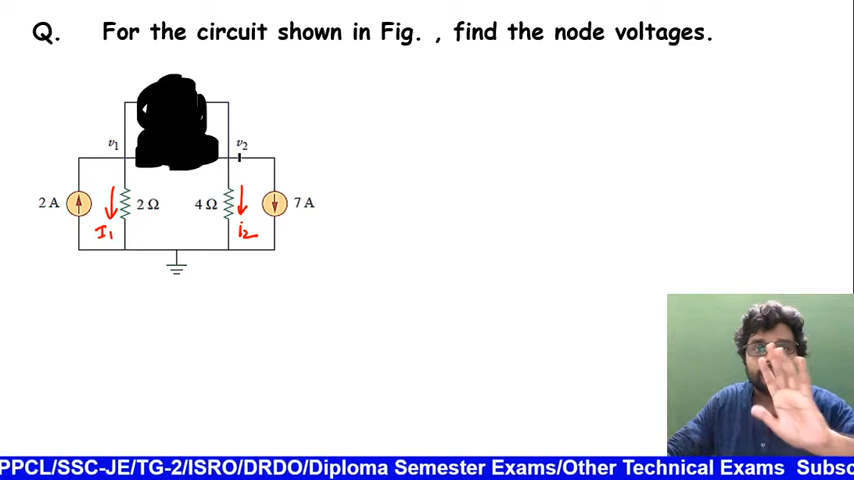 Q. For the circuit shown in Fig. , find the node voltages.
v1 v2
2 A 2 Ω 4 Ω 7 A
I1 i2
PPCL/SSC-JE/TG-2/ISRO/DRDO/Diploma Semester Exams/Other Technical Exams Subsc